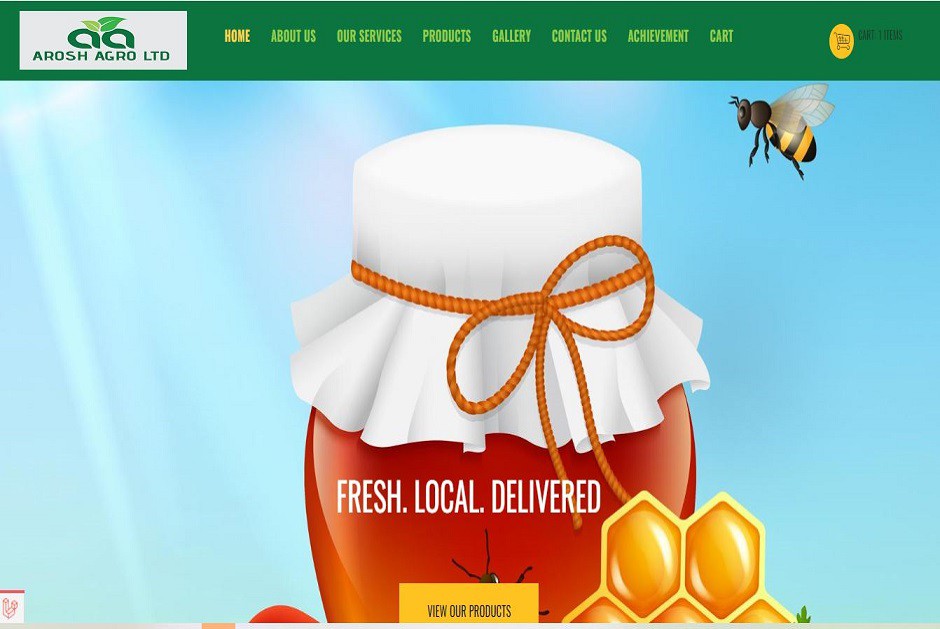 AROSH AGRO LTD
HOME ABOUT US OUR SERVICES PRODUCTS GALLERY CONTACT US ACHIEVEMENT CART
CART: 1 ITEMS
FRESH. LOCAL. DELIVERED
VIEW OUR PRODUCTS